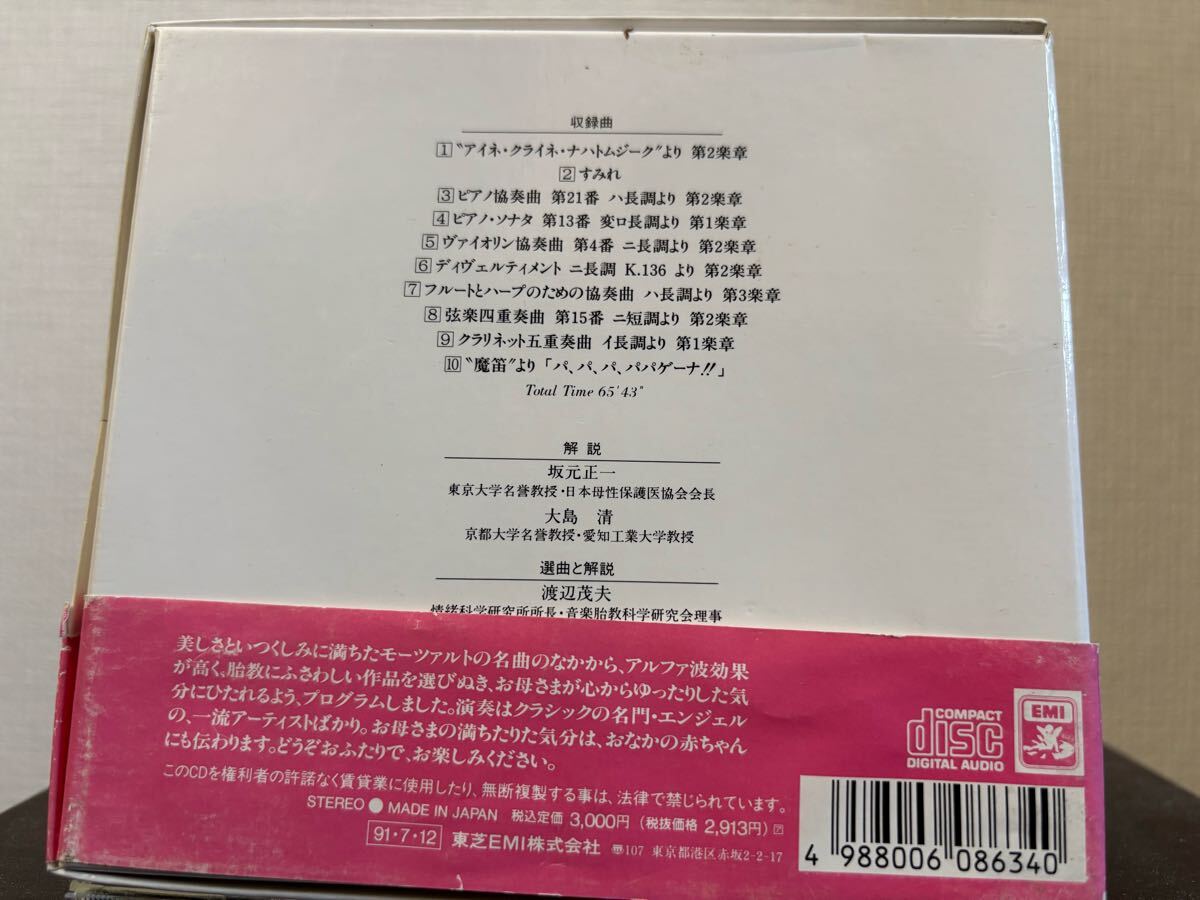 収録曲
1 “アイネ・クライネ・ナハトムジーク”より 第2楽章
2 すみれ
3 ピアノ協奏曲 第21番 ハ長調より 第2楽章
4 ピアノ・ソナタ 第13番 変ロ長調より 第1楽章
5 ヴァイオリン協奏曲 第4番 ニ長調より 第2楽章
6 ディヴェルティメント ニ長調 K.136 より 第2楽章
7 フルートとハープのための協奏曲 ハ長調より 第3楽章
8 弦楽四重奏曲 第15番 ニ短調より 第2楽章
9 クラリネット五重奏曲 イ長調より 第1楽章
10 “魔笛”より「パ、パ、パ、パパゲーナ!!」
Total Time 65'43"
解説
坂元正一
東京大学名誉教授・日本母性保護医協会会長
大島 清
京都大学名誉教授・愛知工業大学教授
選曲と解説
渡辺茂夫
情緒科学研究所所長・音楽胎教科学研究会理事
美しさといつくしみに満ちたモーツァルトの名曲のなかから、アルファ波効果
が高く、胎教にふさわしい作品を選びぬき、お母さまが心からゆったりした気
分にひたれるよう、プログラムしました。演奏はクラシックの名門・エンジェル
の、一流アーティストばかり。お母さまの満ちたりた気分は、おなかの赤ちゃん
にも伝わります。どうぞおふたりで、お楽しみください。
COMPACT
disc
DIGITAL AUDIO
EMI
このCDを権利者の許諾なく賃貸業に使用したり、無断複製する事は、法律で禁じられています。
STEREO ● MADE IN JAPAN 税込定価 3,000円 (税抜価格 2,913円)
91・7・12 東芝EMI株式会社 〒107 東京都港区赤坂2-2-17
4 988006 086340